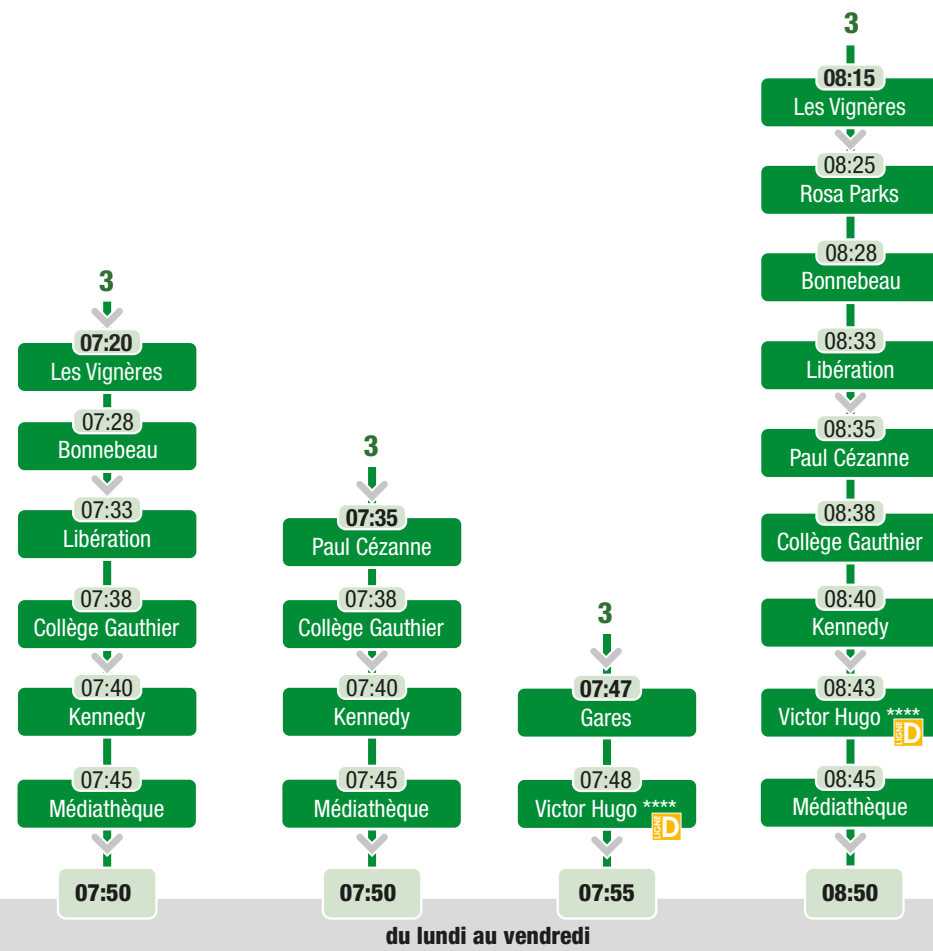 3
07:20
Les Vignères
07:28
Bonnebeau
07:33
Libération
07:38
Collège Gauthier
07:40
Kennedy
07:45
Médiathèque
07:50
3
07:35
Paul Cézanne
07:38
Collège Gauthier
07:40
Kennedy
07:45
Médiathèque
07:50
3
07:47
Gares
07:48
Victor Hugo ****
LIGNE D
07:55
3
08:15
Les Vignères
08:25
Rosa Parks
08:28
Bonnebeau
08:33
Libération
08:35
Paul Cézanne
08:38
Collège Gauthier
08:40
Kennedy
08:43
Victor Hugo ****
LIGNE D
08:45
Médiathèque
08:50
du lundi au vendredi